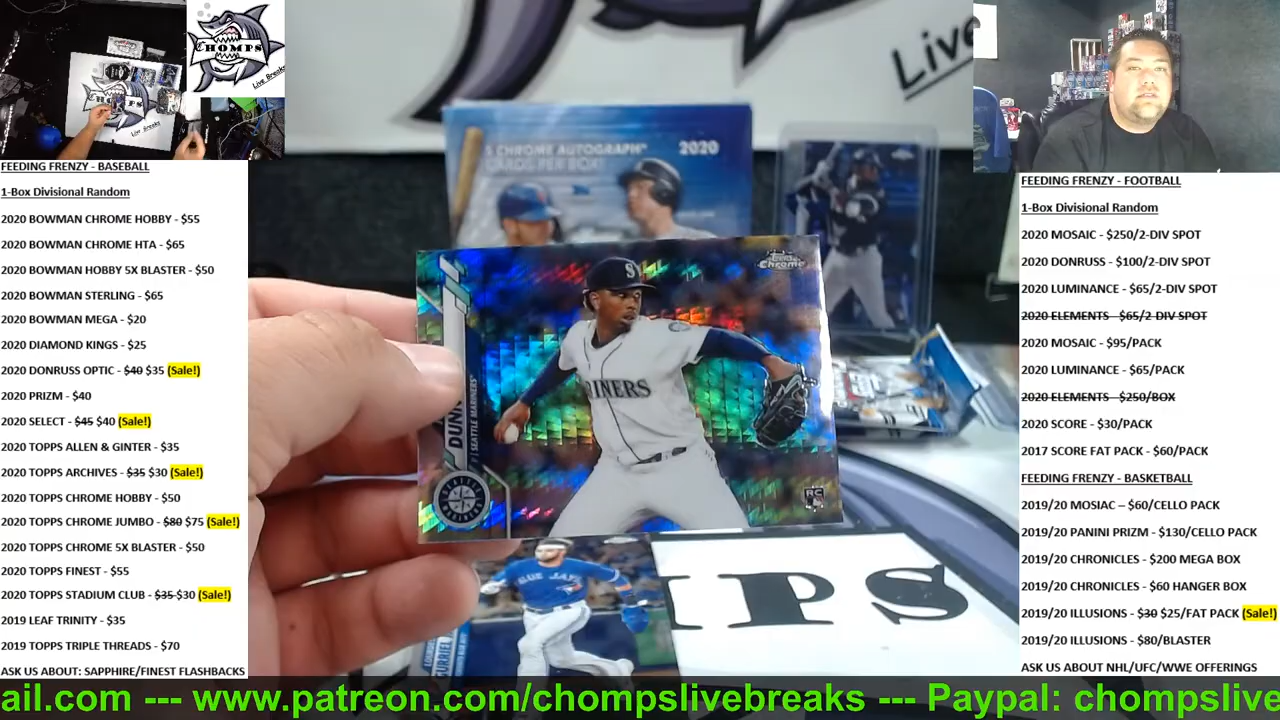 CHOMPS
Live Breaks
FEEDING FRENZY - BASEBALL
1-Box Divisional Random
2020 BOWMAN CHROME HOBBY - $55
2020 BOWMAN CHROME HTA - $65
2020 BOWMAN HOBBY 5X BLASTER - $50
2020 BOWMAN STERLING - $65
2020 BOWMAN MEGA - $20
2020 DIAMOND KINGS - $25
2020 DONRUSS OPTIC - $40 $35 (Sale!)
2020 PRIZM - $40
2020 SELECT - $45 $40 (Sale!)
2020 TOPPS ALLEN & GINTER - $35
2020 TOPPS ARCHIVES - $35 $30 (Sale!)
2020 TOPPS CHROME HOBBY - $50
2020 TOPPS CHROME JUMBO - $80 $75 (Sale!)
2020 TOPPS CHROME 5X BLASTER - $50
2020 TOPPS FINEST - $55
2020 TOPPS STADIUM CLUB - $35 $30 (Sale!)
2019 LEAF TRINITY - $35
2019 TOPPS TRIPLE THREADS - $70
ASK US ABOUT: SAPPHIRE/FINEST FLASHBACKS
Live
5 CHROME AUTOGRAPH
CARDS PER BOX!
2020
Topps Chrome
S
DUNN
SEATTLE MARINERS
RINERS
RC
BLUE JAYS
GURRIEL
IPS
FEEDING FRENZY - FOOTBALL
1-Box Divisional Random
2020 MOSAIC - $250/2-DIV SPOT
2020 DONRUSS - $100/2-DIV SPOT
2020 LUMINANCE - $65/2-DIV SPOT
2020 ELEMENTS - $65/2 DIV SPOT
2020 MOSAIC - $95/PACK
2020 LUMINANCE - $65/PACK
2020 ELEMENTS - $250/BOX
2020 SCORE - $30/PACK
2017 SCORE FAT PACK - $60/PACK
FEEDING FRENZY - BASKETBALL
2019/20 MOSIAC – $60/CELLO PACK
2019/20 PANINI PRIZM - $130/CELLO PACK
2019/20 CHRONICLES - $200 MEGA BOX
2019/20 CHRONICLES - $60 HANGER BOX
2019/20 ILLUSIONS - $30 $25/FAT PACK (Sale!)
2019/20 ILLUSIONS - $80/BLASTER
ASK US ABOUT NHL/UFC/WWE OFFERINGS
ail.com --- www.patreon.com/chompslivebreaks --- Paypal: chompslive